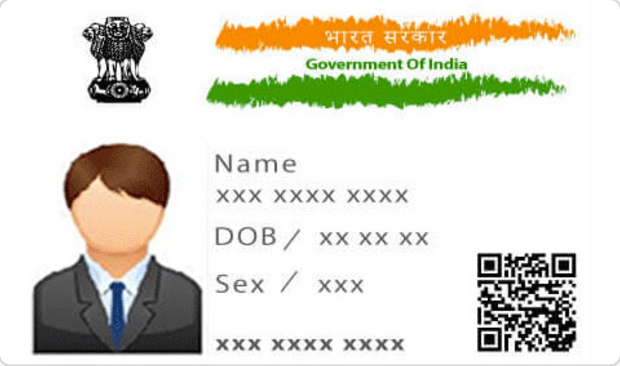 भारत सरकार
Government Of India
Name
xxx xxxx xxxx
DOB / xx xx xx
Sex / xxx
xxx xxxx xxxx